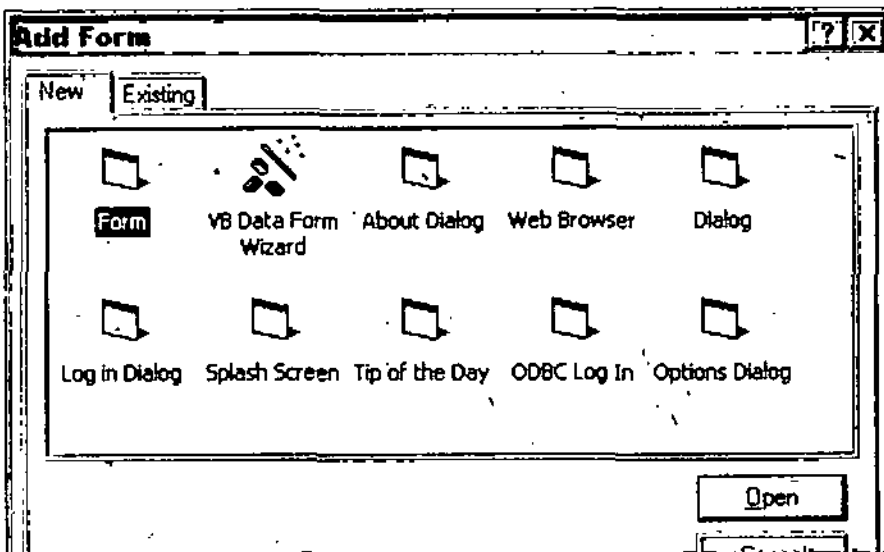 Add Form
New Existing
Form VB Data Form Wizard About Dialog Web Browser Dialog
Log in Dialog Splash Screen Tip of the Day ODBC Log In Options Dialog
Open